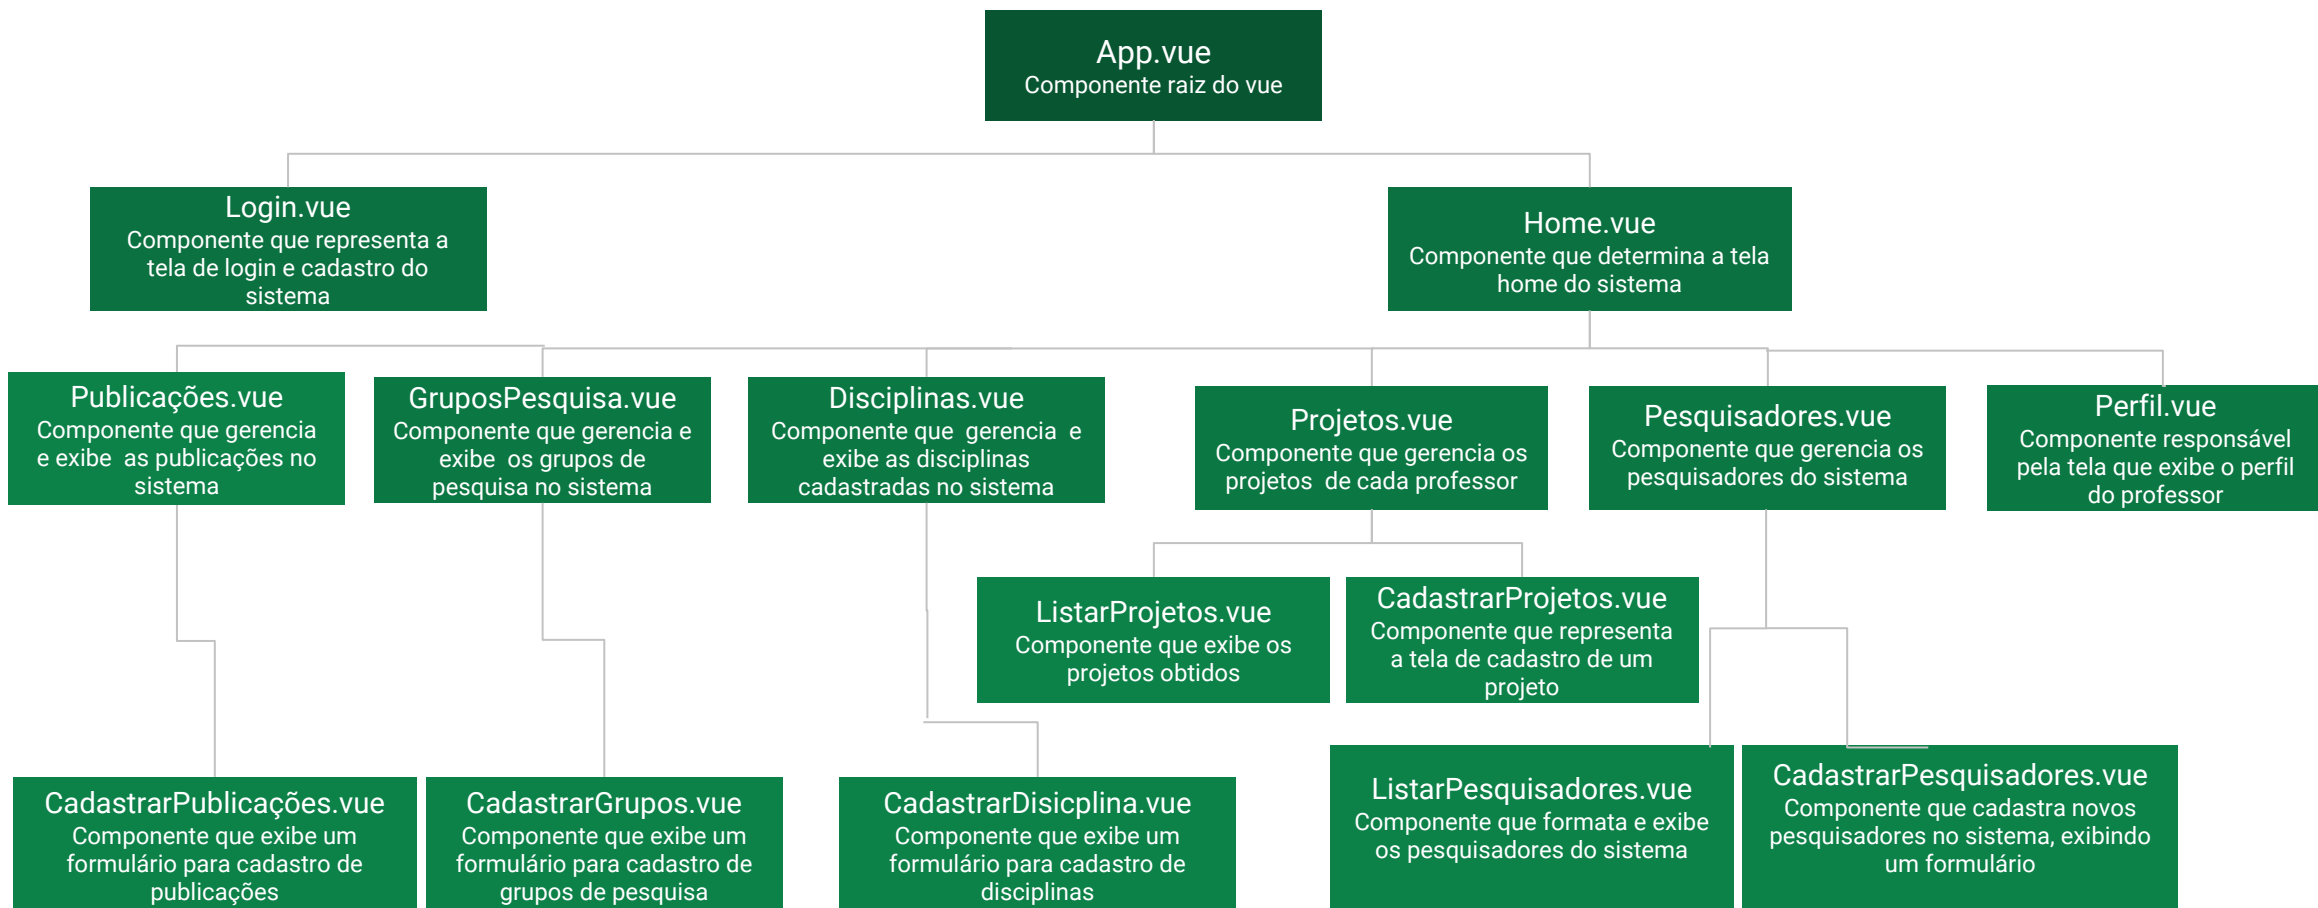 App.vue
Componente raiz do vue
Login.vue
Componente que representa a
tela de login e cadastro do
sistema
Home.vue
Componente que determina a tela
home do sistema
Publicações.vue
Componente que gerencia
e exibe as publicações no
sistema
GruposPesquisa.vue
Componente que gerencia e
exibe os grupos de
pesquisa no sistema
Disciplinas.vue
Componente que gerencia e
exibe as disciplinas
cadastradas no sistema
Projetos.vue
Componente que gerencia os
projetos de cada professor
Pesquisadores.vue
Componente que gerencia os
pesquisadores do sistema
Perfil.vue
Componente responsável
pela tela que exibe o perfil
do professor
ListarProjetos.vue
Componente que exibe os
projetos obtidos
CadastrarProjetos.vue
Componente que representa
a tela de cadastro de um
projeto
CadastrarPublicações.vue
Componente que exibe um
formulário para cadastro de
publicações
CadastrarGrupos.vue
Componente que exibe um
formulário para cadastro de
grupos de pesquisa
CadastrarDisicplina.vue
Componente que exibe um
formulário para cadastro de
disciplinas
ListarPesquisadores.vue
Componente que formata e exibe
os pesquisadores do sistema
CadastrarPesquisadores.vue
Componente que cadastra novos
pesquisadores no sistema, exibindo
um formulário